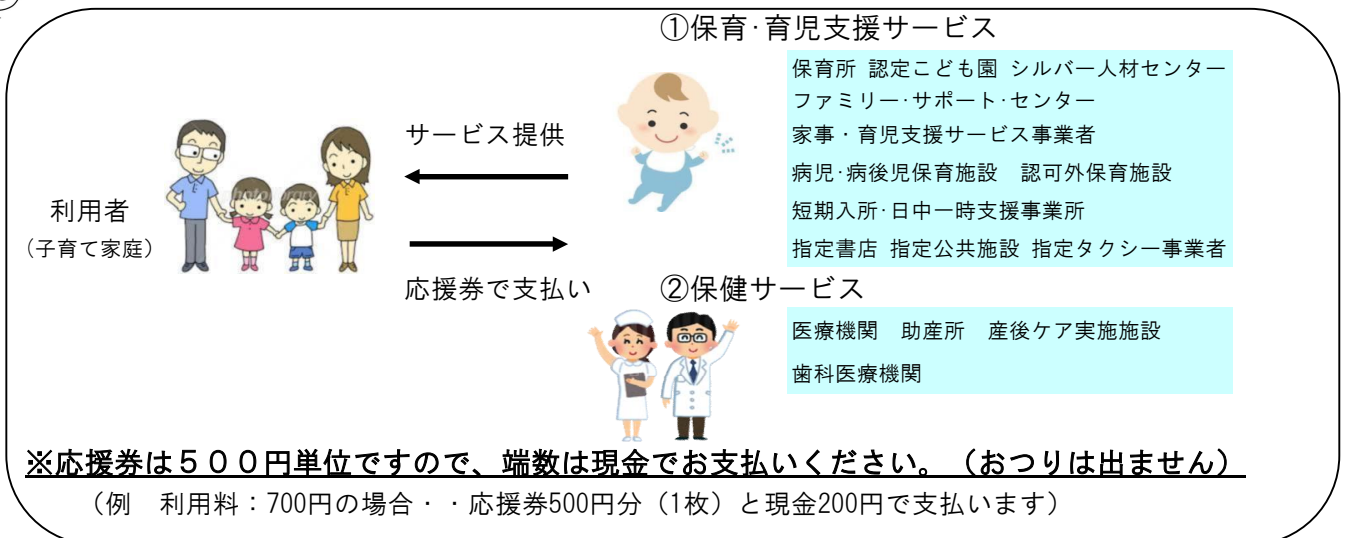 ①保育･育児支援サービス
保育所 認定こども園 シルバー人材センター
ファミリー･サポート･センター
家事・育児支援サービス事業者
病児･病後児保育施設　認可外保育施設
短期入所･日中一時支援事業所
指定書店 指定公共施設 指定タクシー事業者
サービス提供
利用者
（子育て家庭）
応援券で支払い
②保健サービス
医療機関　助産所　産後ケア実施施設
歯科医療機関
※応援券は５００円単位ですので、端数は現金でお支払いください。（おつりは出ません）
（例　利用料：700円の場合・・応援券500円分（1枚）と現金200円で支払います）